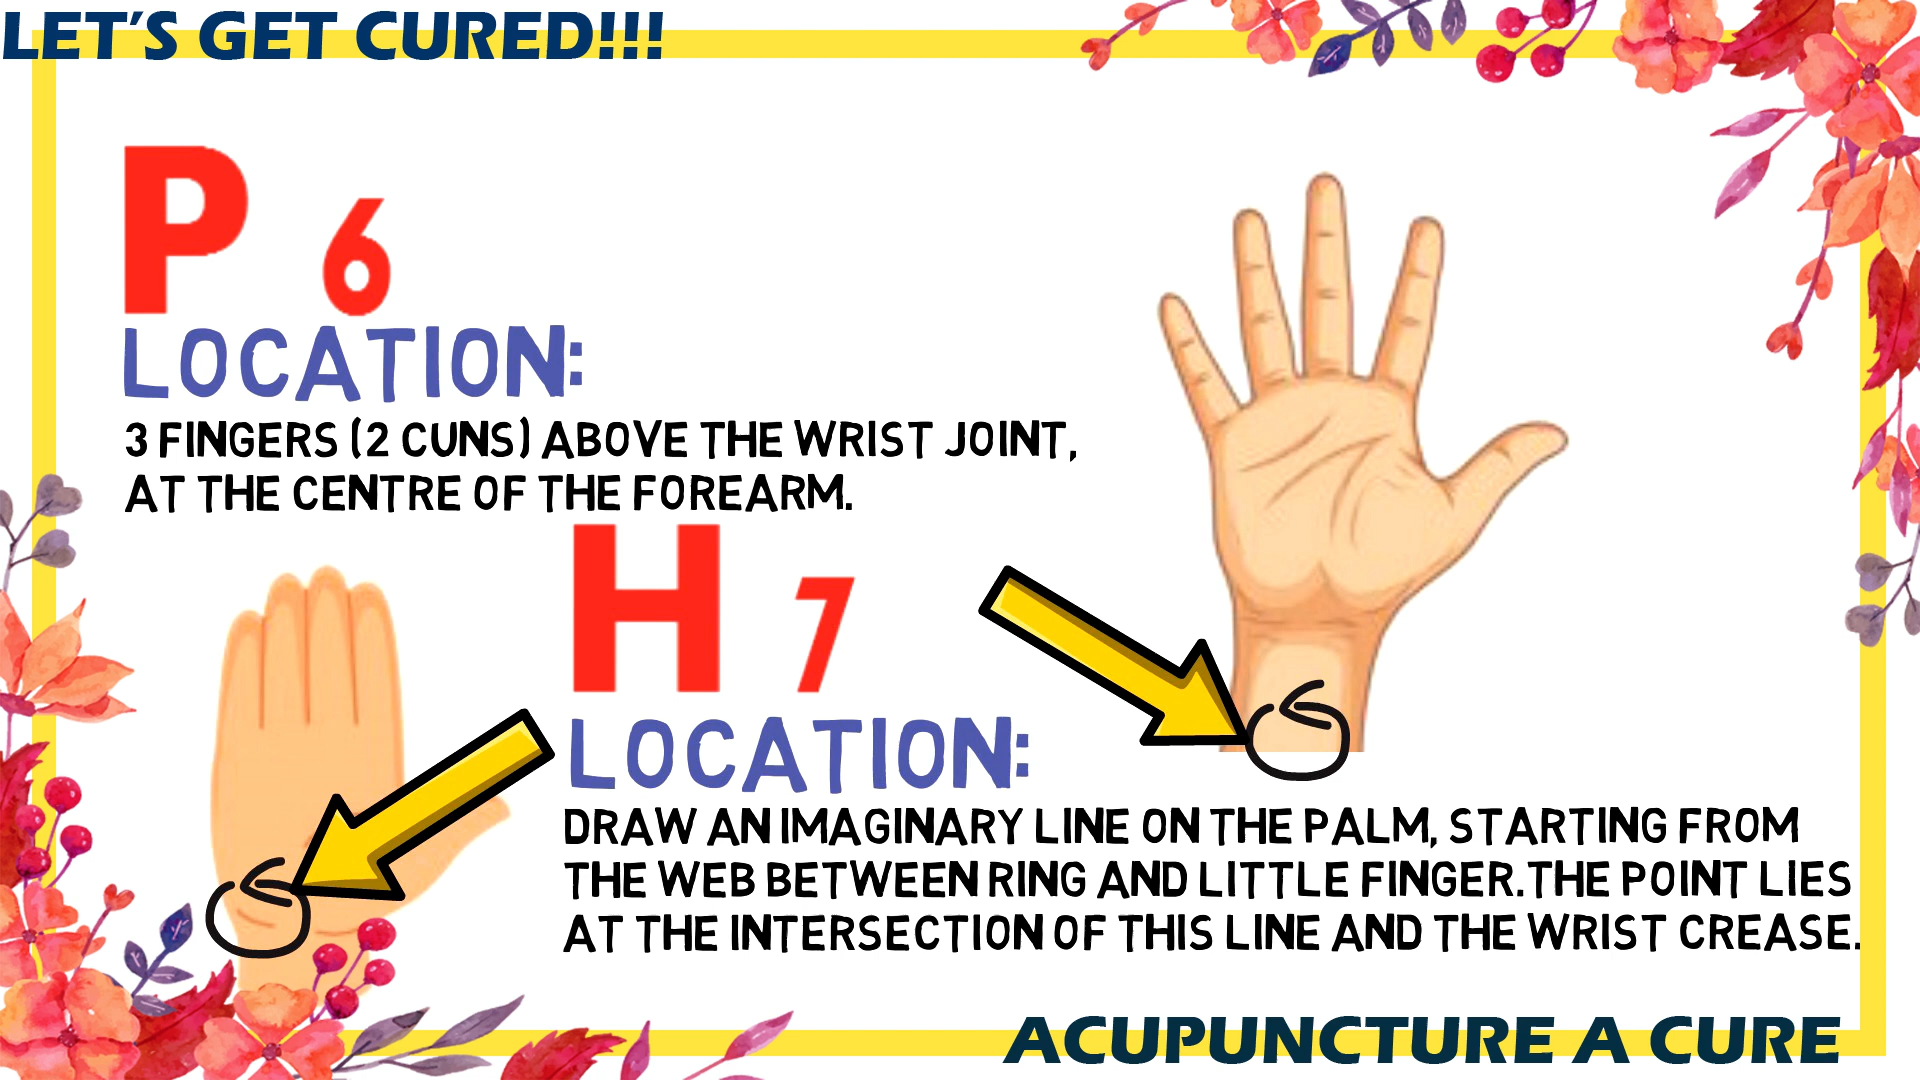 LET'S GET CURED!!!
P 6
LOCATION:
3 FINGERS (2 CUNS) ABOVE THE WRIST JOINT,
AT THE CENTRE OF THE FOREARM.
H 7
LOCATION:
DRAW AN IMAGINARY LINE ON THE PALM, STARTING FROM
THE WEB BETWEEN RING AND LITTLE FINGER.THE POINT LIES
AT THE INTERSECTION OF THIS LINE AND THE WRIST CREASE.
ACUPUNCTURE A CURE